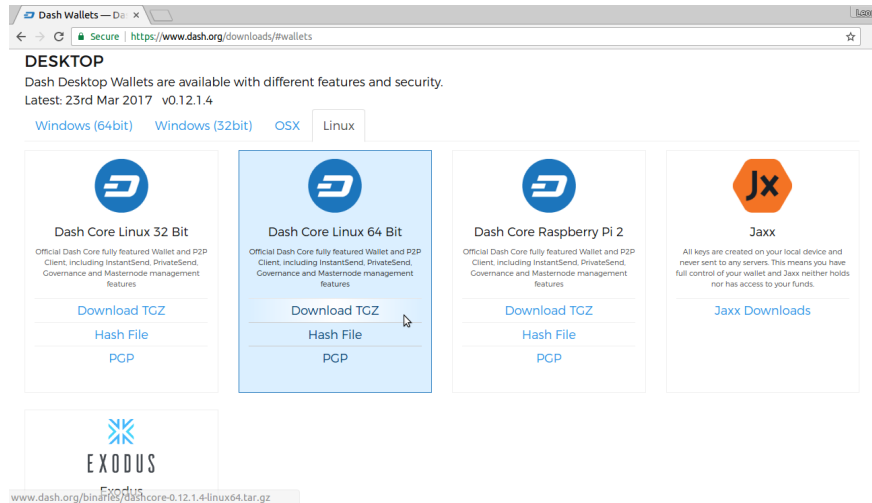 Dash Wallets — Da
Leo
Secure | https://www.dash.org/downloads/#wallets
DESKTOP
Dash Desktop Wallets are available with different features and security.
Latest: 23rd Mar 2017 v0.12.1.4
Windows (64bit) Windows (32bit) OSX Linux
Dash Core Linux 32 Bit
Official Dash Core fully featured Wallet and P2P
Client, including InstantSend, PrivateSend,
Governance and Masternode management
features
Download TGZ
Hash File
PGP
Dash Core Linux 64 Bit
Official Dash Core fully featured Wallet and P2P
Client, including InstantSend, PrivateSend,
Governance and Masternode management
features
Download TGZ
Hash File
PGP
Dash Core Raspberry Pi 2
Official Dash Core fully featured Wallet and P2P
Client, including InstantSend, PrivateSend,
Governance and Masternode management
features
Download TGZ
Hash File
PGP
Jx
Jaxx
All keys are created on your local device and
never sent to any servers. This means you have
full control of your wallet and Jaxx neither holds
nor has access to your funds.
Jaxx Downloads
EXODUS
Exodus
www.dash.org/binaries/dashcore-0.12.1.4-linux64.tar.gz